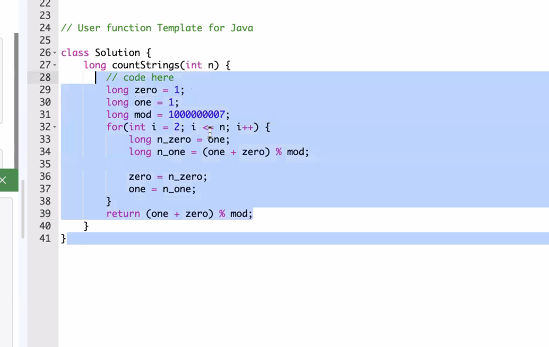 22
23
24 // User function Template for Java
25
26 class Solution {
27 long countStrings(int n) {
28 // code here
29 long zero = 1;
30 long one = 1;
31 long mod = 1000000007;
32 for(int i = 2; i <= n; i++) {
33 long n_zero = one;
34 long n_one = (one + zero) % mod;
35
36 zero = n_zero;
37 one = n_one;
38 }
39 return (one + zero) % mod;
40 }
41 }